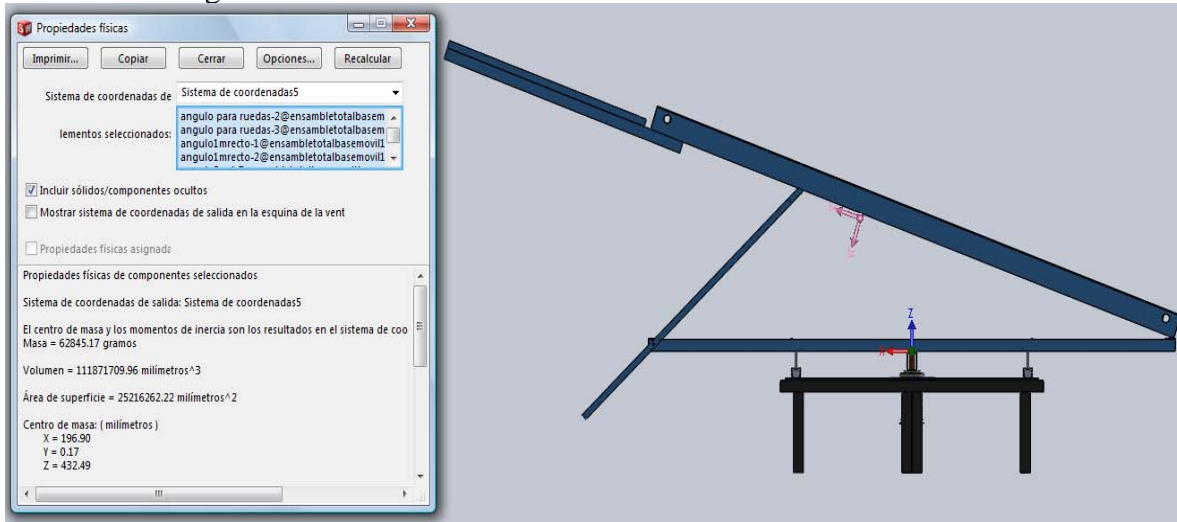 Propiedades físicas
Imprimir... Copiar Cerrar Opciones... Recalcular
Sistema de coordenadas de Sistema de coordenadas5
angulo para ruedas-2@ensambletotalbasem
lementos seleccionados: angulo para ruedas-3@ensambletotalbasem
angulo1mrecto-1@ensambletotalbasemovil1
angulo1mrecto-2@ensambletotalbasemovil1
Incluir sólidos/componentes ocultos
Mostrar sistema de coordenadas de salida en la esquina de la vent
Propiedades físicas asignada
Propiedades físicas de componentes seleccionados
Sistema de coordenadas de salida: Sistema de coordenadas5
El centro de masa y los momentos de inercia son los resultados en el sistema de coo
Masa = 62845.17 gramos
Volumen = 111871709.96 milímetros^3
Área de superficie = 25216262.22 milímetros^2
Centro de masa: ( milímetros )
X = 196.90
Y = 0.17
Z = 432.49
Z
X